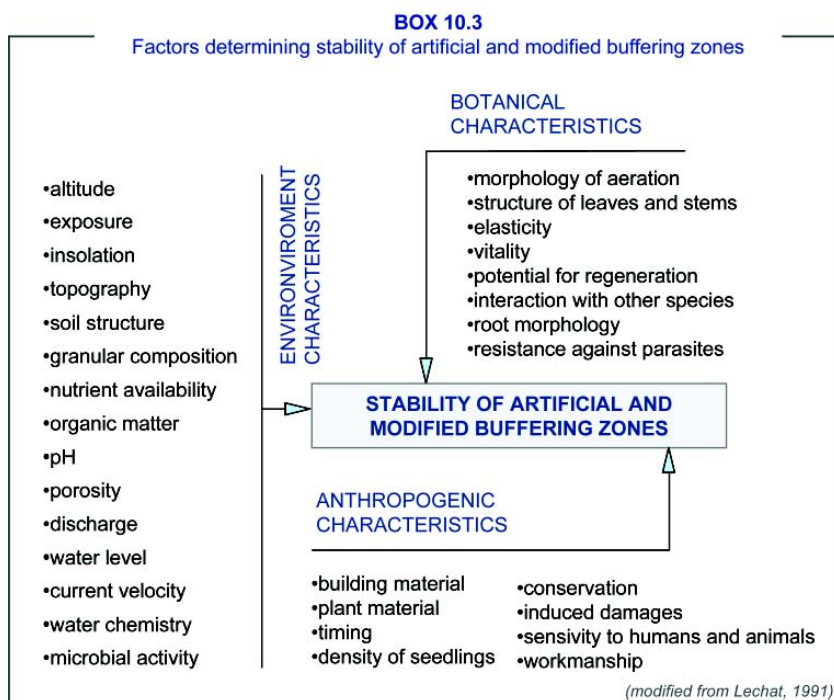 BOX 10.3
Factors determining stability of artificial and modified buffering zones
BOTANICAL
CHARACTERISTICS
•morphology of aeration
•structure of leaves and stems
•elasticity
•vitality
•potential for regeneration
•interaction with other species
•root morphology
•resistance against parasites
ENVIRONVIROMENT
CHARACTERISTICS
•altitude
•exposure
•insolation
•topography
•soil structure
•granular composition
•nutrient availability
•organic matter
•pH
•porosity
•discharge
•water level
•current velocity
•water chemistry
•microbial activity
STABILITY OF ARTIFICIAL AND
MODIFIED BUFFERING ZONES
ANTHROPOGENIC
CHARACTERISTICS
•building material
•plant material
•timing
•density of seedlings
•conservation
•induced damages
•sensivity to humans and animals
•workmanship
(modified from Lechat, 1991)